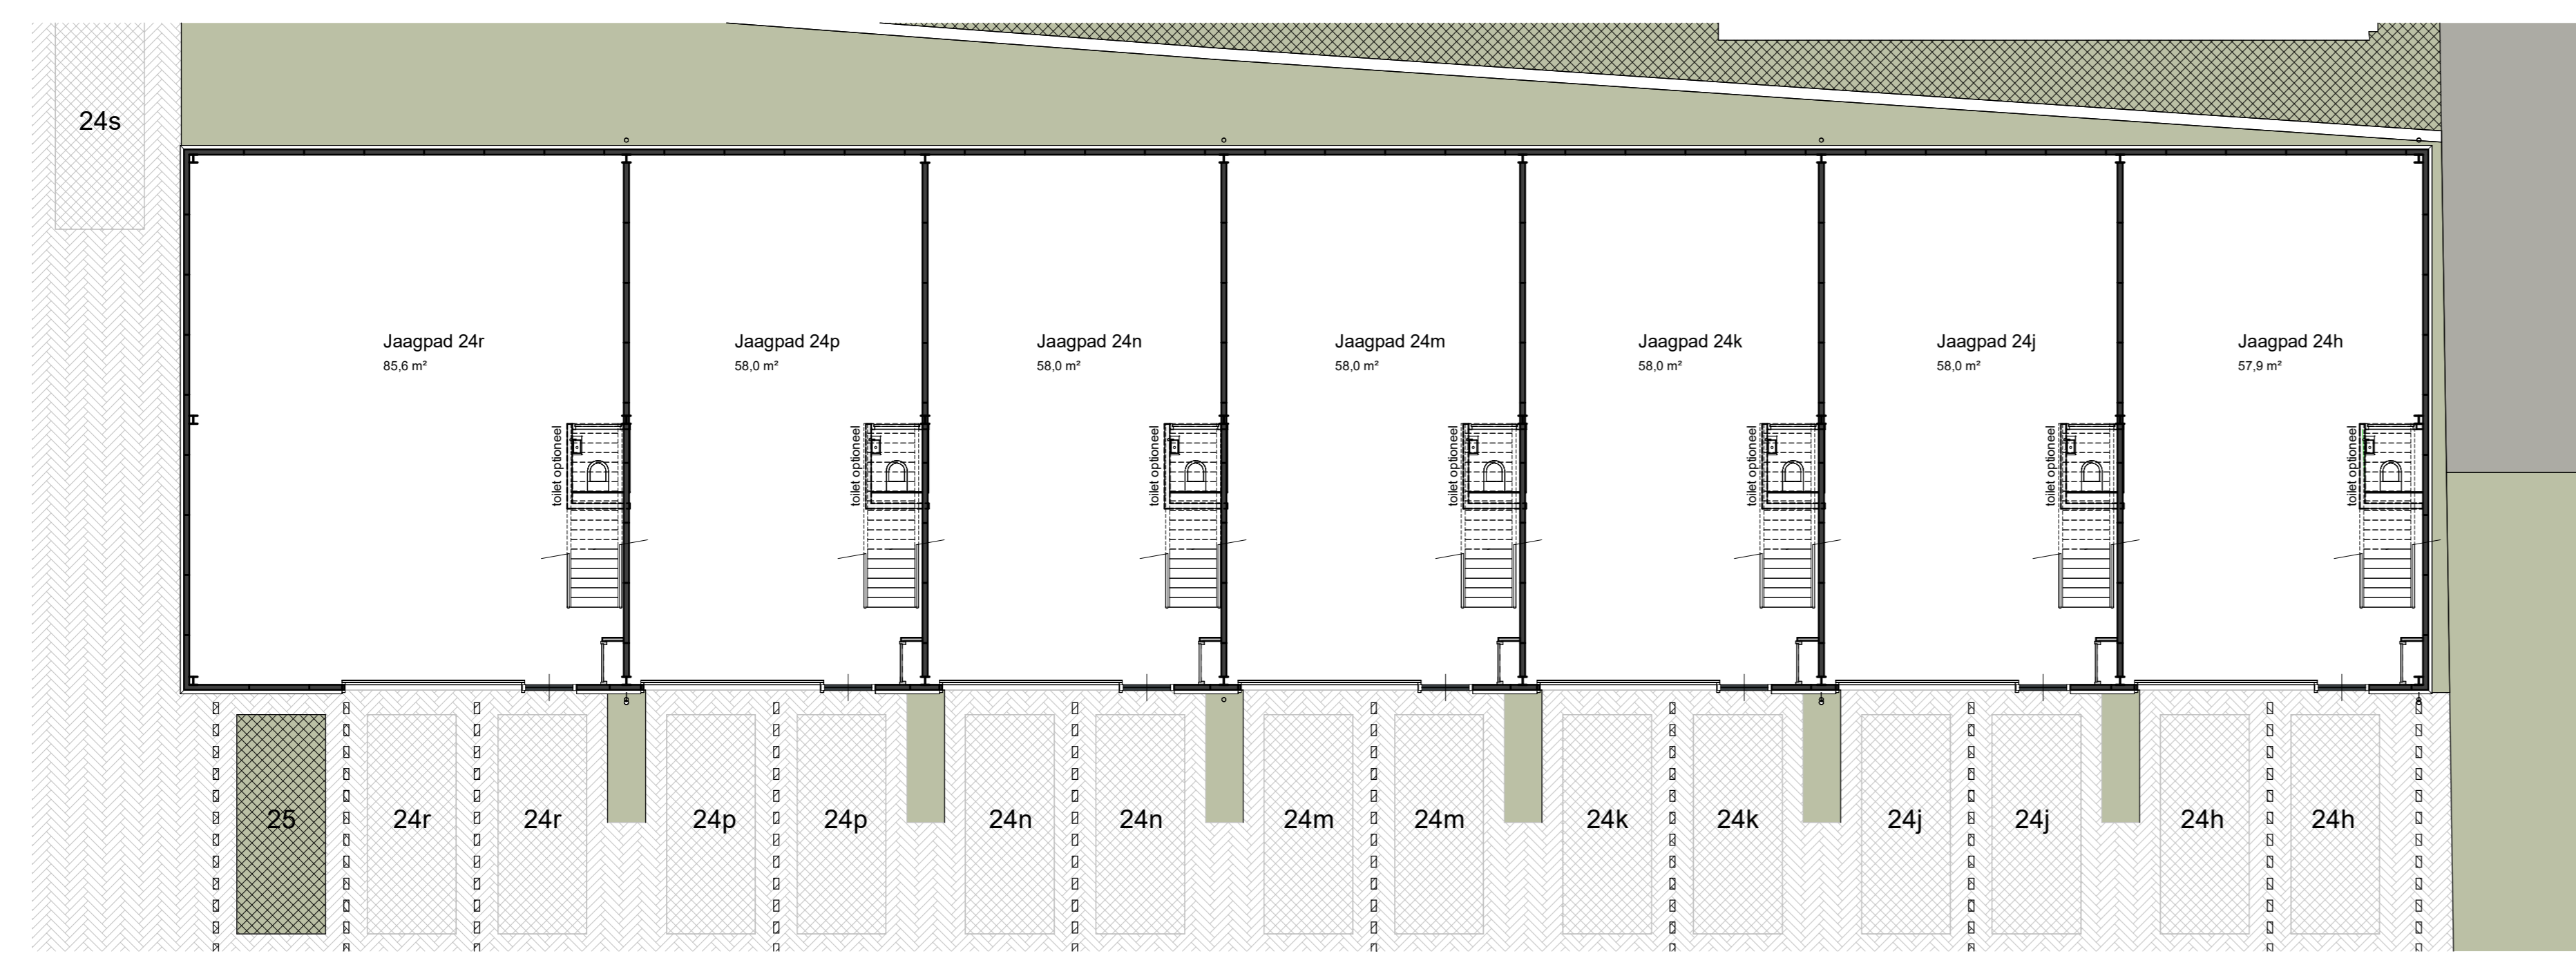 24s
Jaagpad 24r
85,6 m²
Jaagpad 24p
58,0 m²
Jaagpad 24n
58,0 m²
Jaagpad 24m
58,0 m²
Jaagpad 24k
58,0 m²
Jaagpad 24j
58,0 m²
Jaagpad 24h
57,9 m²
toilet optioneel
toilet optioneel
toilet optioneel
toilet optioneel
toilet optioneel
toilet optioneel
toilet optioneel
25
24r
24r
24p
24p
24n
24n
24m
24m
24k
24k
24j
24j
24h
24h